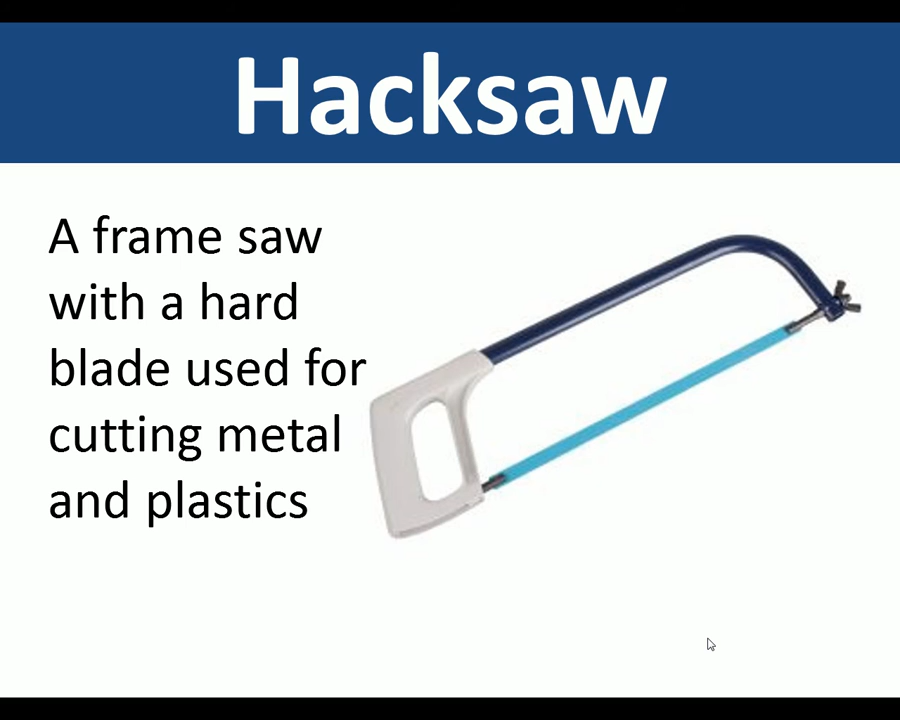 Hacksaw
A frame saw
with a hard
blade used for
cutting metal
and plastics